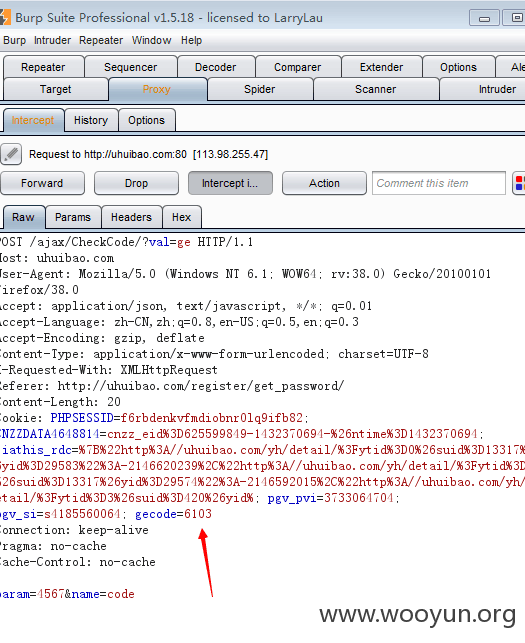 Burp Suite Professional v1.5.18 - licensed to LarryLau
Burp Intruder Repeater Window Help
Repeater Sequencer Decoder Comparer Extender Options Ale
Target Proxy Spider Scanner Intruder
Intercept History Options
Request to http://uhuibao.com:80 [113.98.255.47]
Forward Drop Intercept i... Action Comment this item
Raw Params Headers Hex
POST /ajax/CheckCode/?val=ge HTTP/1.1
Host: uhuibao.com
User-Agent: Mozilla/5.0 (Windows NT 6.1; WOW64; rv:38.0) Gecko/20100101
Firefox/38.0
Accept: application/json, text/javascript, */*; q=0.01
Accept-Language: zh-CN,zh;q=0.8,en-US;q=0.5,en;q=0.3
Accept-Encoding: gzip, deflate
Content-Type: application/x-www-form-urlencoded; charset=UTF-8
X-Requested-With: XMLHttpRequest
Referer: http://uhuibao.com/register/get_password/
Content-Length: 20
Cookie: PHPSESSID=f6rbdenkvfmdiobnr0lq9ifb82;
CNZZDATA4648814=cnzz_eid%3D625599849-1432370694-%26ntime%3D1432370694;
jiathis_rdc=%7B%22http%3A//uhuibao.com/yh/detail/%3Fytid%3D0%26suid%3D13317%
26yid%3D29583%22%3A-2146620239%2C%22http%3A//uhuibao.com/yh/detail/%3Fytid%3D
0%26suid%3D13317%26yid%3D29574%22%3A-2146592015%2C%22http%3A//uhuibao.com/yh/
detail/%3Fytid%3D3%26suid%3D420%26yid%; pgv_pvi=3733064704;
pgv_si=s4185560064; gecode=6103
Connection: keep-alive
Pragma: no-cache
Cache-Control: no-cache
param=4567&name=code
www.wooyun.org